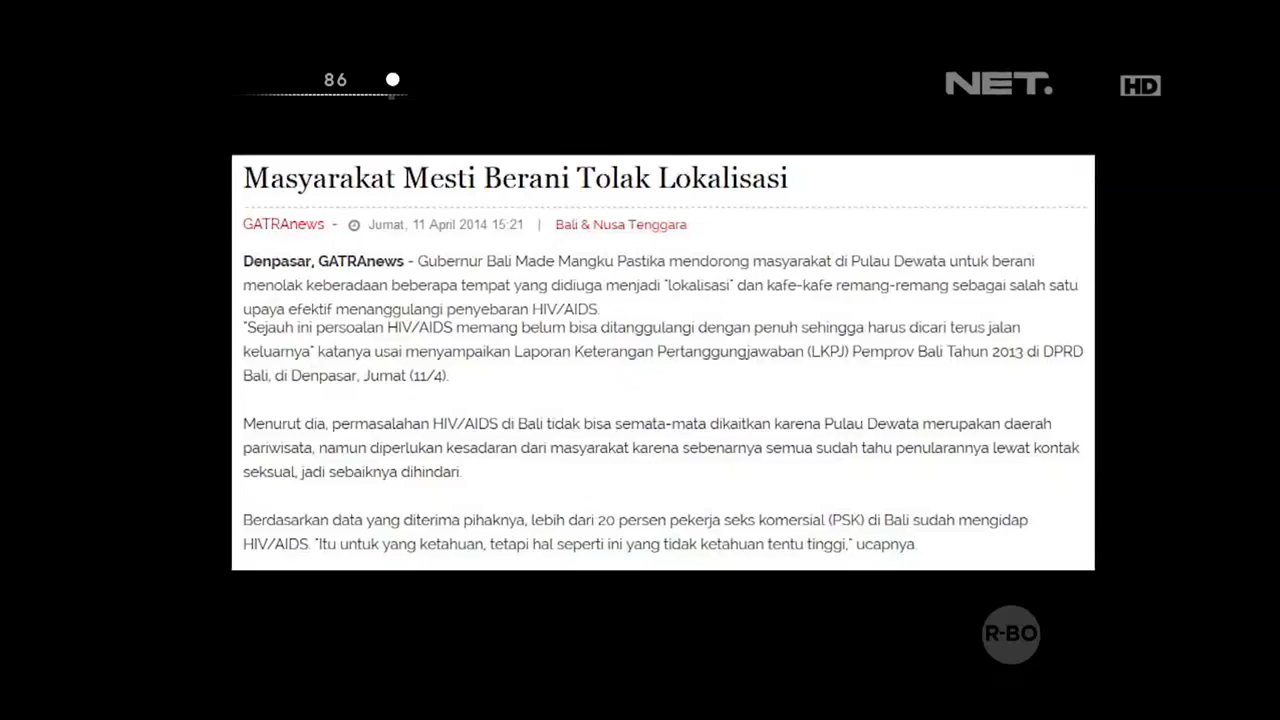 86
NET.
HD
Masyarakat Mesti Berani Tolak Lokalisasi
GATRAnews - Jumat, 11 April 2014 15:21 | Bali & Nusa Tenggara
Denpasar, GATRAnews - Gubernur Bali Made Mangku Pastika mendorong masyarakat di Pulau Dewata untuk berani
menolak keberadaan beberapa tempat yang didiuga menjadi "lokalisasi" dan kafe-kafe remang-remang sebagai salah satu
upaya efektif menanggulangi penyebaran HIV/AIDS.
"Sejauh ini persoalan HIV/AIDS memang belum bisa ditanggulangi dengan penuh sehingga harus dicari terus jalan
keluarnya" katanya usai menyampaikan Laporan Keterangan Pertanggungjawaban (LKPJ) Pemprov Bali Tahun 2013 di DPRD
Bali, di Denpasar, Jumat (11/4).
Menurut dia, permasalahan HIV/AIDS di Bali tidak bisa semata-mata dikaitkan karena Pulau Dewata merupakan daerah
pariwisata, namun diperlukan kesadaran dari masyarakat karena sebenarnya semua sudah tahu penularannya lewat kontak
seksual, jadi sebaiknya dihindari.
Berdasarkan data yang diterima pihaknya, lebih dari 20 persen pekerja seks komersial (PSK) di Bali sudah mengidap
HIV/AIDS. "Itu untuk yang ketahuan, tetapi hal seperti ini yang tidak ketahuan tentu tinggi," ucapnya.
R-BO